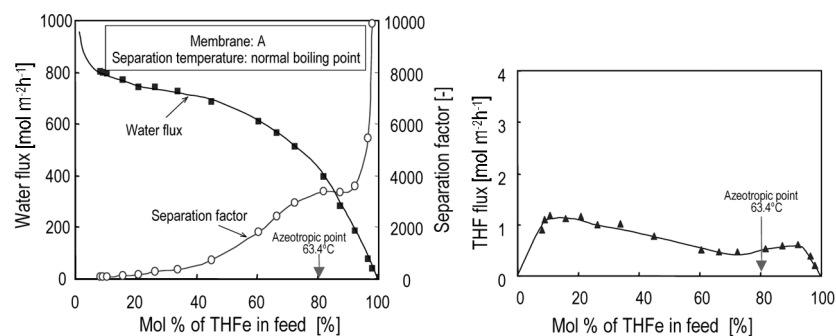 1000
800
600
400
200
0
Water flux [mol m-2h-1]
Membrane: A
Separation temperature: normal boiling point
Water flux
Separation factor
Azeotropic point
63.4ºC
10000
8000
6000
4000
2000
0
Separation factor [-]
0 20 40 60 80 100
Mol % of THFe in feed [%]
4
3
2
1
0
THF flux [mol m-2h-1]
Azeotropic point
63.4ºC
0 20 40 60 80 100
Mol % of THFe in feed [%]